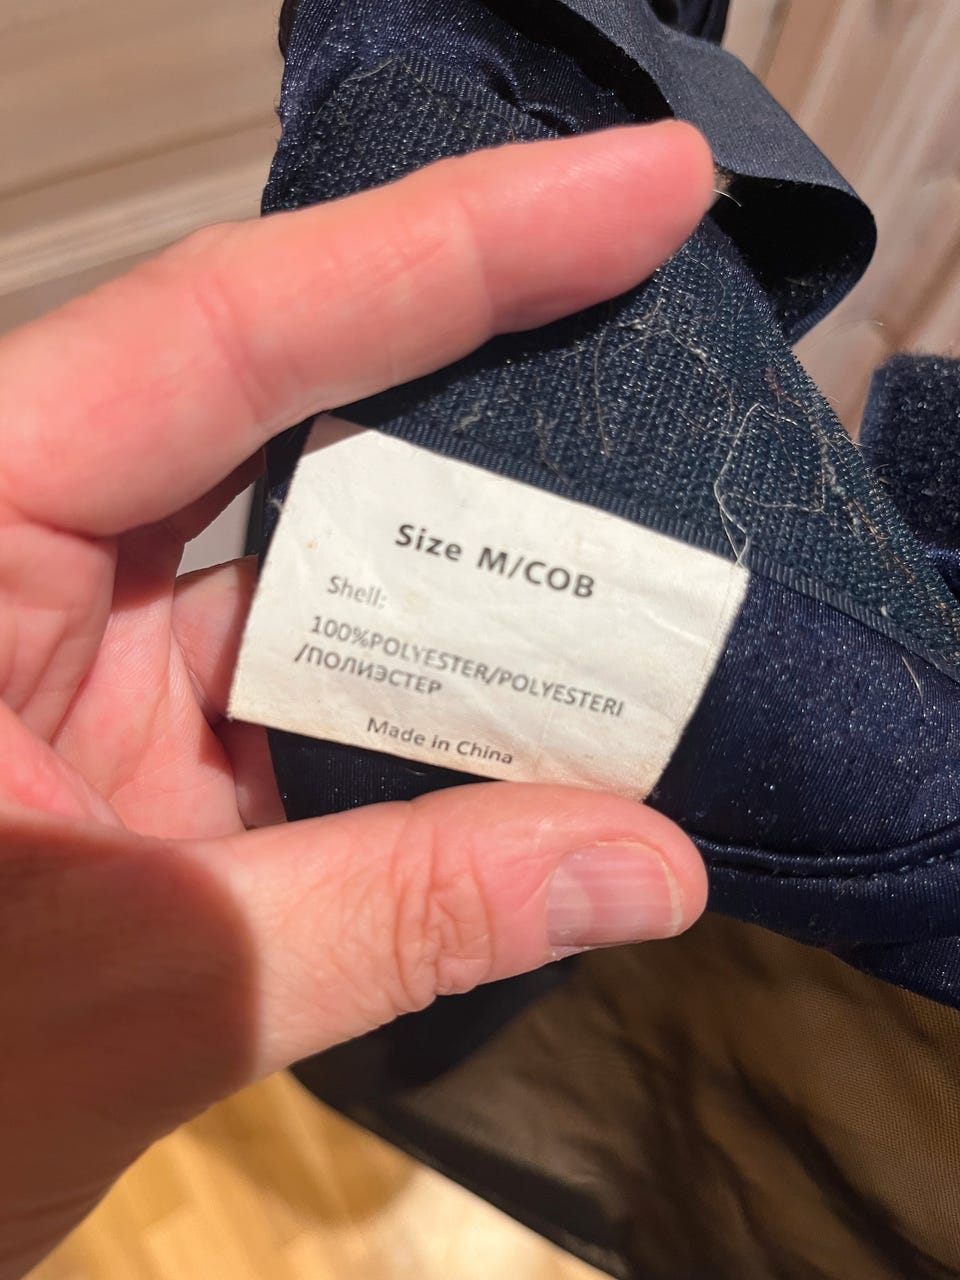 Size M/COB
Shell:
100%POLYESTER/POLYESTERI
/ПОЛИЭСТЕР
Made in China